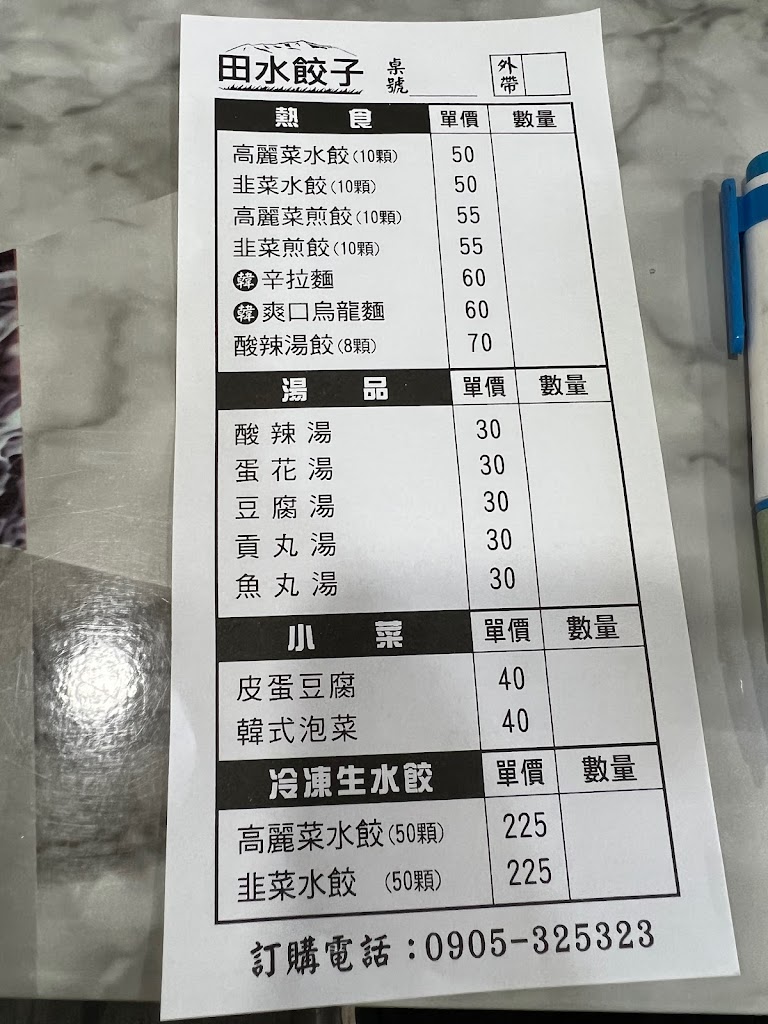 田水餃子 桌號 外帶
熱食 單價 數量
高麗菜水餃(10顆) 50
韭菜水餃(10顆) 50
高麗菜煎餃(10顆) 55
韭菜煎餃(10顆) 55
韓辛拉麵 60
韓爽口烏龍麵 60
酸辣湯餃(8顆) 70
湯品 單價 數量
酸辣湯 30
蛋花湯 30
豆腐湯 30
貢丸湯 30
魚丸湯 30
小菜 單價 數量
皮蛋豆腐 40
韓式泡菜 40
冷凍生水餃 單價 數量
高麗菜水餃(50顆) 225
韭菜水餃 (50顆) 225
訂購電話：0905-325323